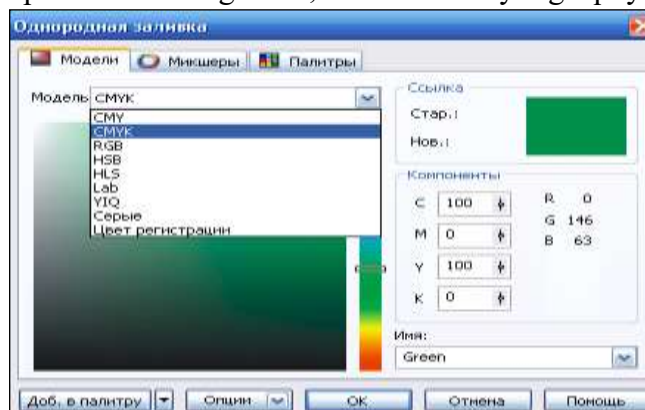 Однородная заливка
Модели Микшеры Палитры
Модель CMYK
CMY
CMYK
RGB
HSB
HLS
Lab
YIQ
Серые
Цвет регистрации
Ссылка
Стар.:
Нов.:
Компоненты
C 100 R 0
G 146
M 0 B 63
Y 100
K 0
Имя:
Green
Доб. в палитру Опции ОК Отмена Помощь